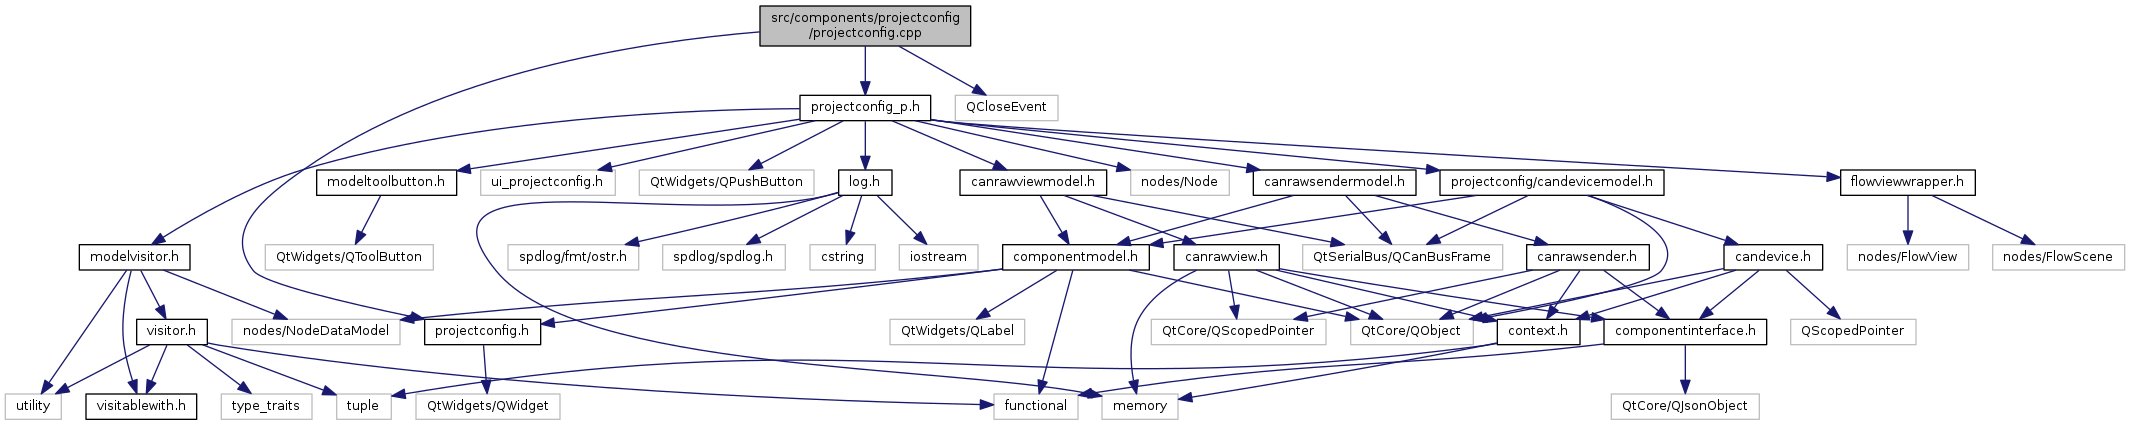 src/components/projectconfig
/projectconfig.cpp
projectconfig_p.h
QCloseEvent
modeltoolbutton.h
ui_projectconfig.h
QtWidgets/QPushButton
log.h
canrawviewmodel.h
nodes/Node
canrawsendermodel.h
projectconfig/candevicemodel.h
flowviewwrapper.h
modelvisitor.h
QtWidgets/QToolButton
spdlog/fmt/ostr.h
spdlog/spdlog.h
cstring
iostream
componentmodel.h
canrawview.h
QtSerialBus/QCanBusFrame
canrawsender.h
candevice.h
nodes/FlowView
nodes/FlowScene
visitor.h
nodes/NodeDataModel
projectconfig.h
QtWidgets/QLabel
QtCore/QScopedPointer
QtCore/QObject
context.h
componentinterface.h
QScopedPointer
utility
visitablewith.h
type_traits
tuple
QtWidgets/QWidget
functional
memory
QtCore/QJsonObject